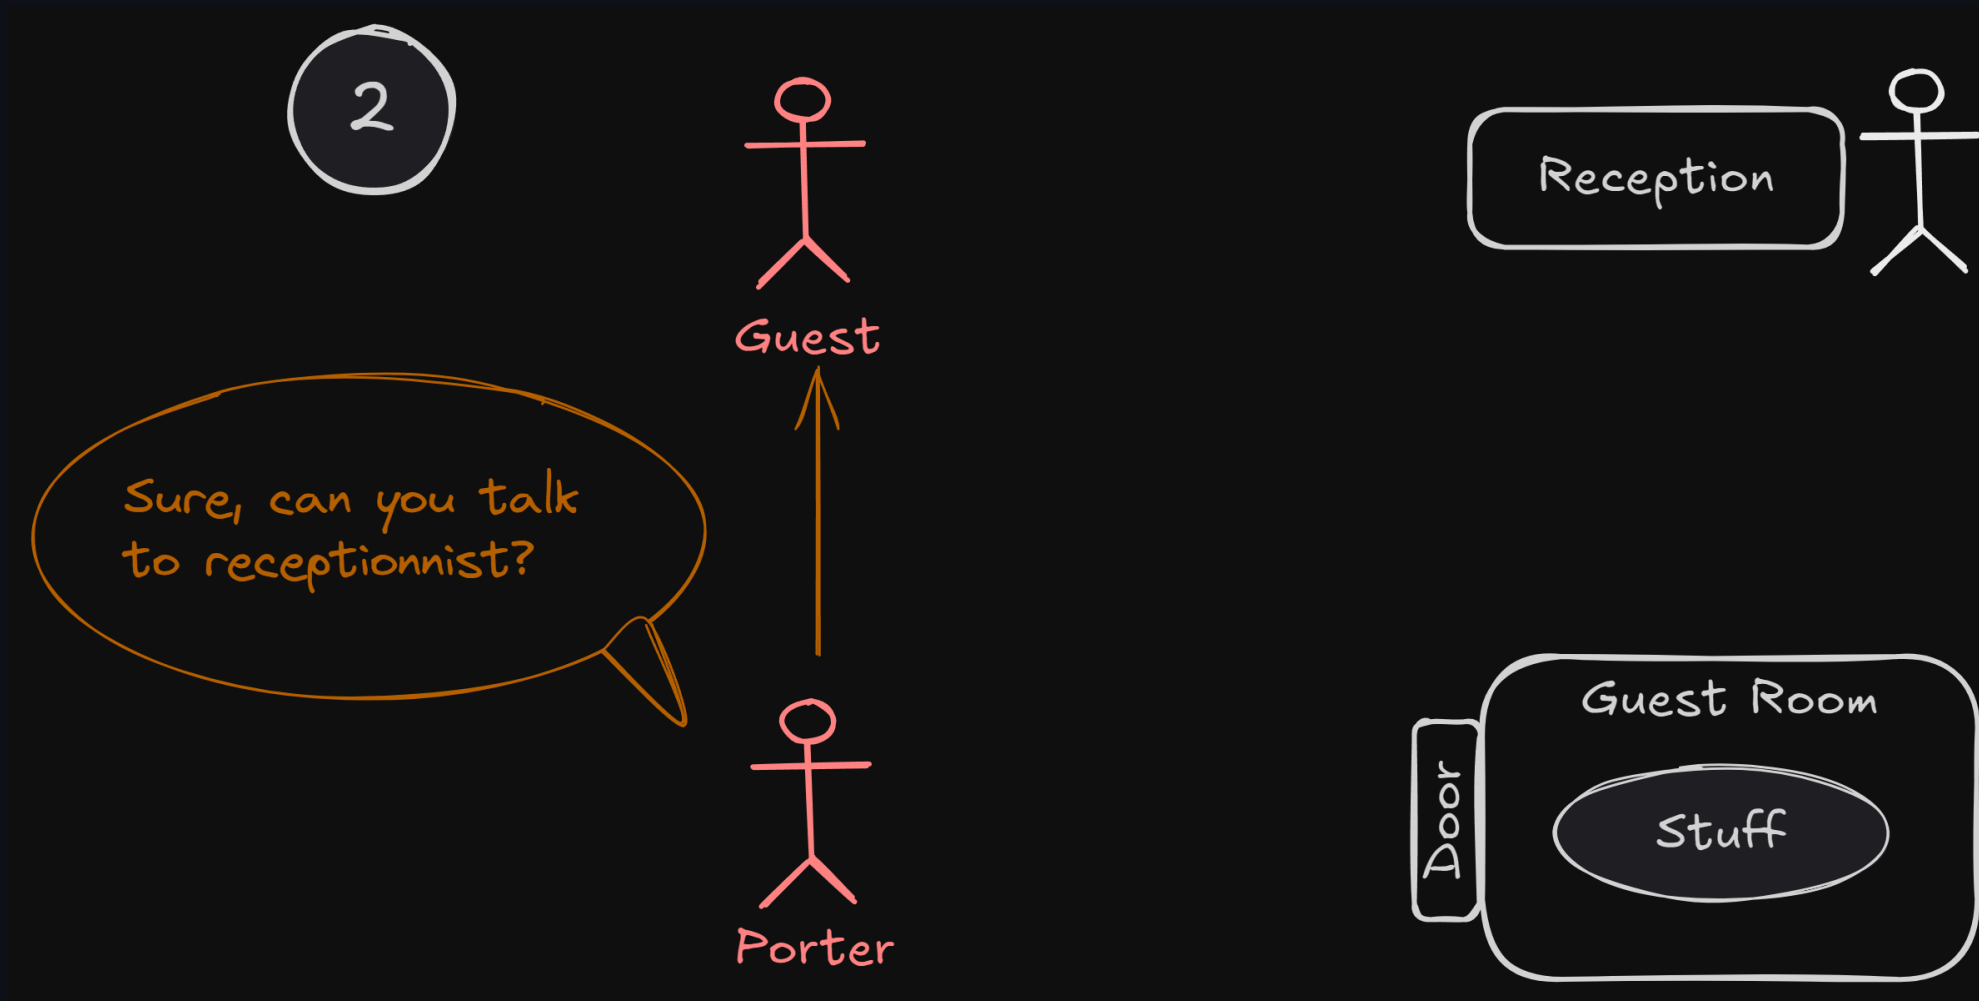 2
Guest
Reception
Sure, can you talk
to receptionnist?
Porter
Guest Room
Door
Stuff